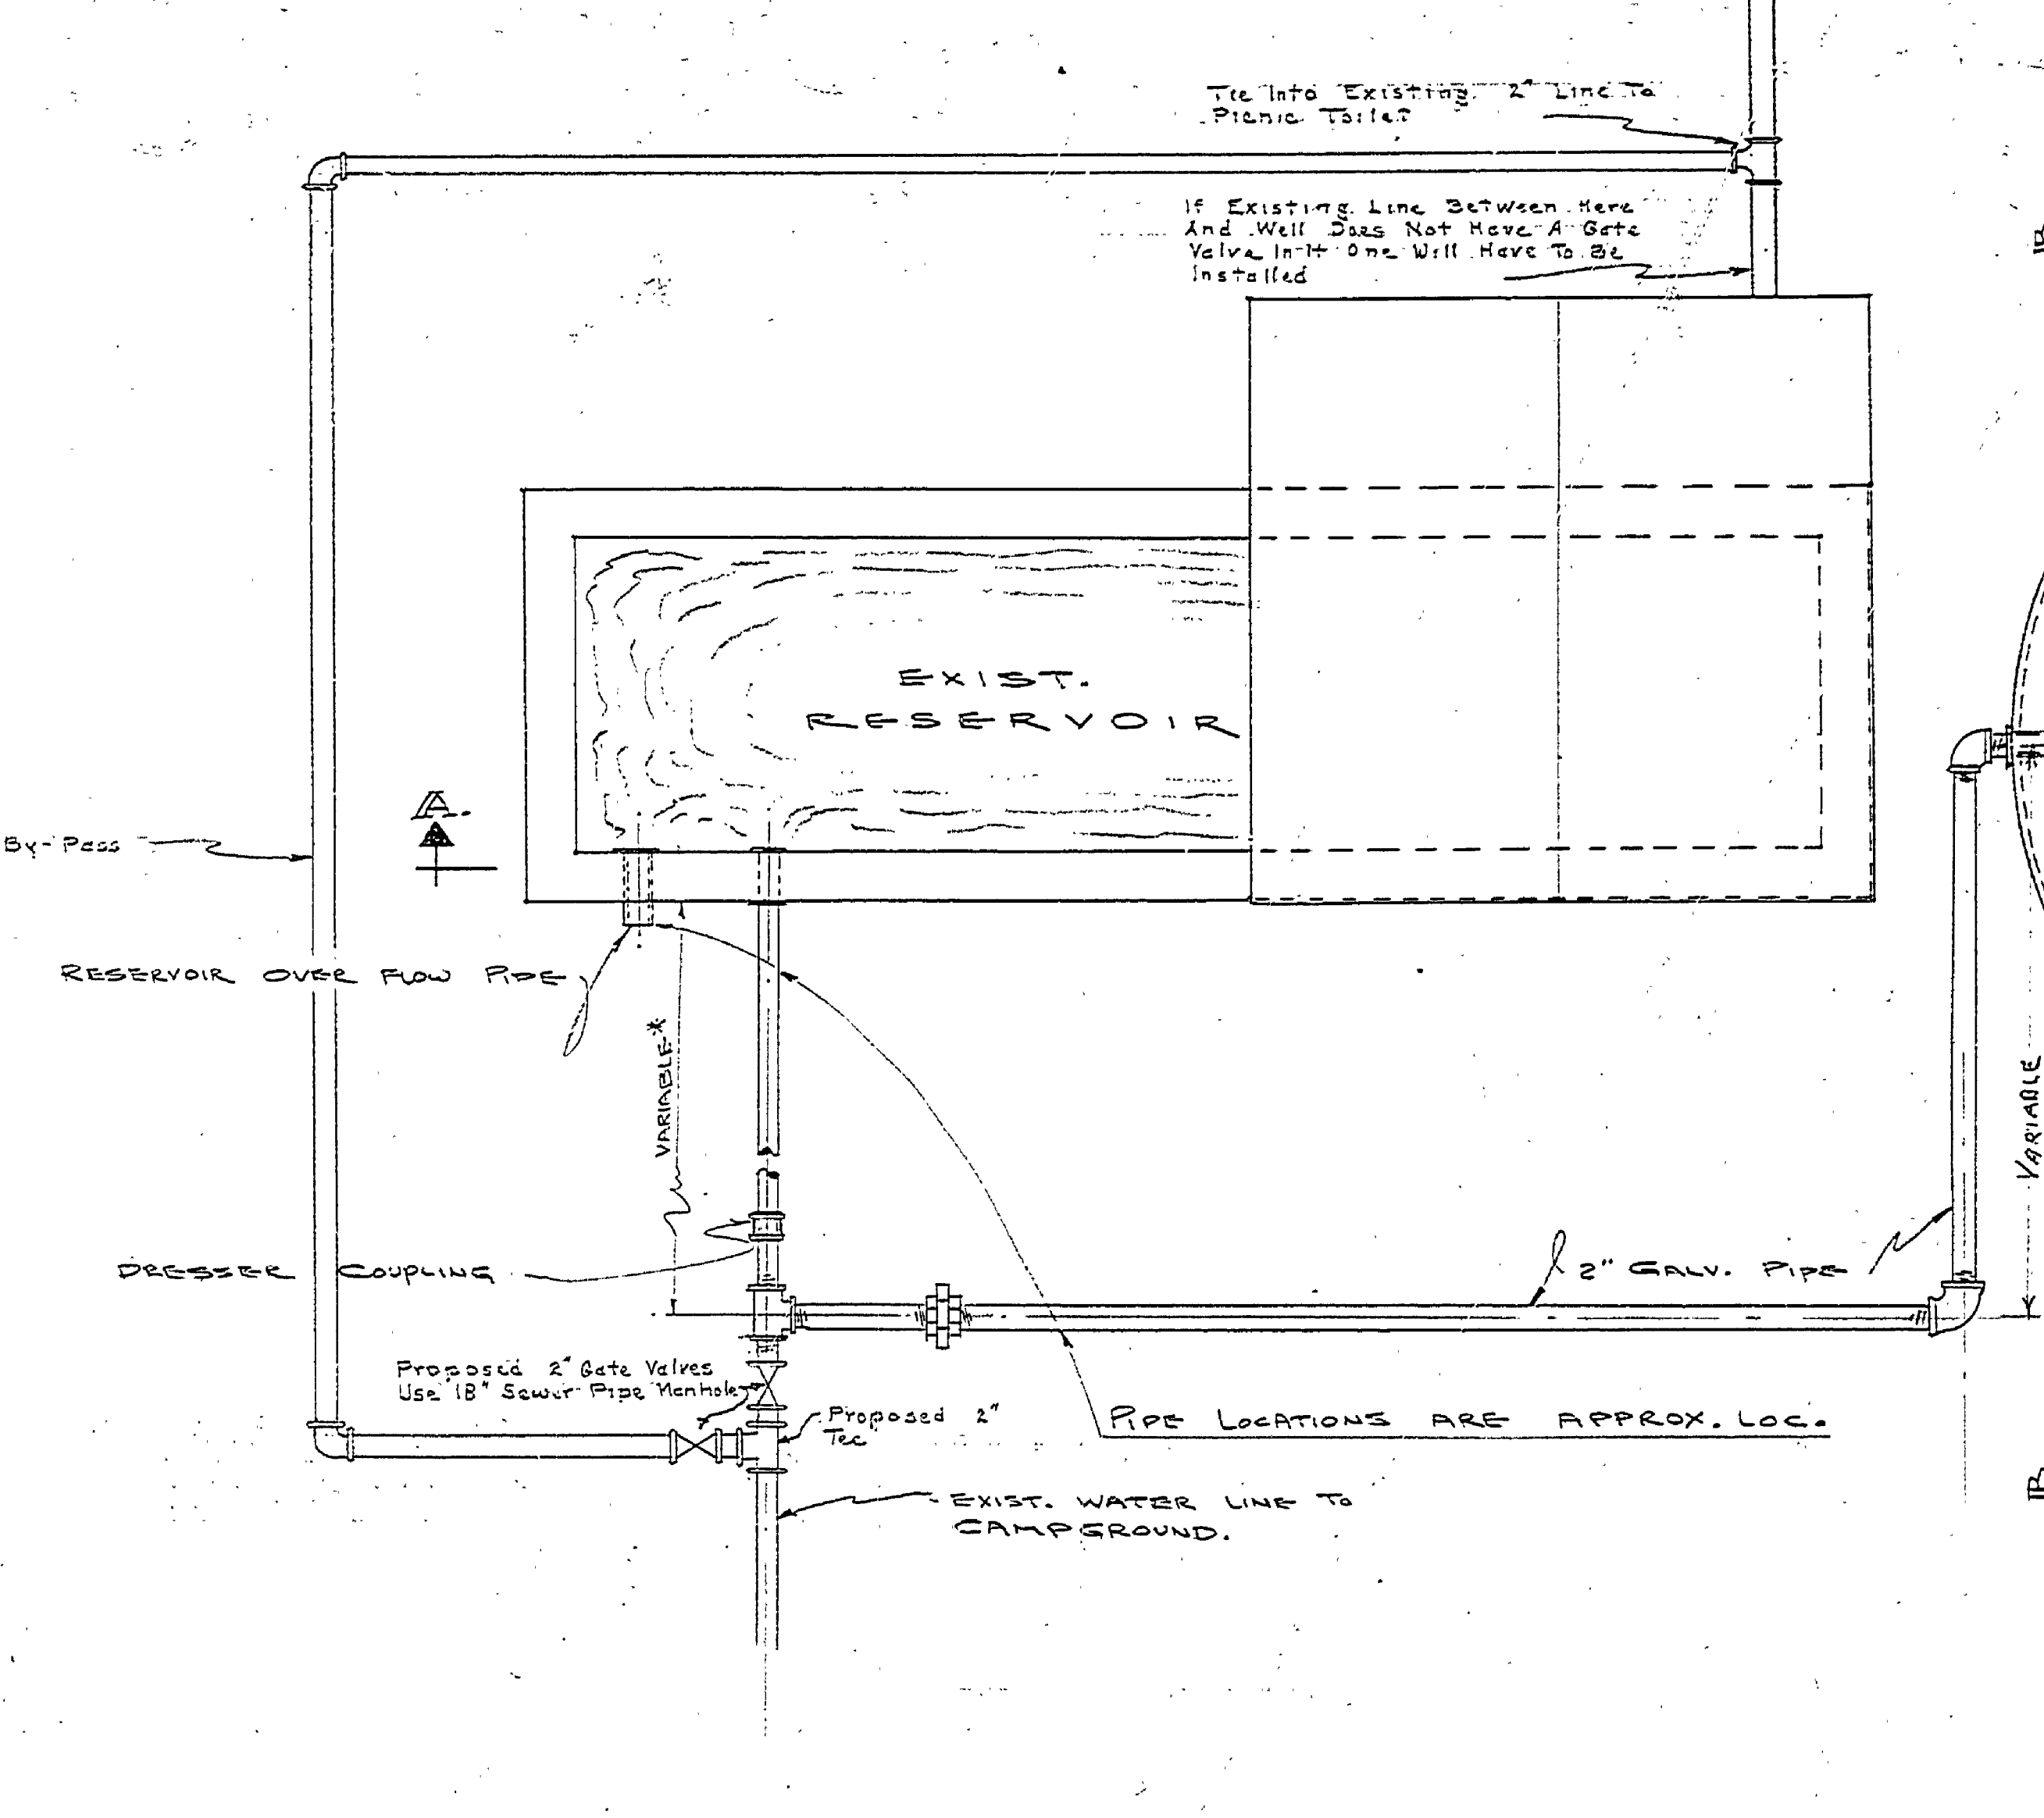 Tie Into Existing 2" Line To
Picnic Toilet
If Existing Line Between Here
And Well Does Not Have A Gate
Valve In It One Will Have To Be
Installed
B
EXIST.
RESERVOIR
A.
By-Pass
RESERVOIR OVER FLOW PIPE
VARIABLE*
VARIABLE
DRESSER COUPLING
2" GALV. PIPE
Proposed 2" Gate Valves
Use 18" Sewer Pipe Manhole
Proposed 2"
Tee
PIPE LOCATIONS ARE APPROX. LOC.
EXIST. WATER LINE TO
CAMPGROUND.
B